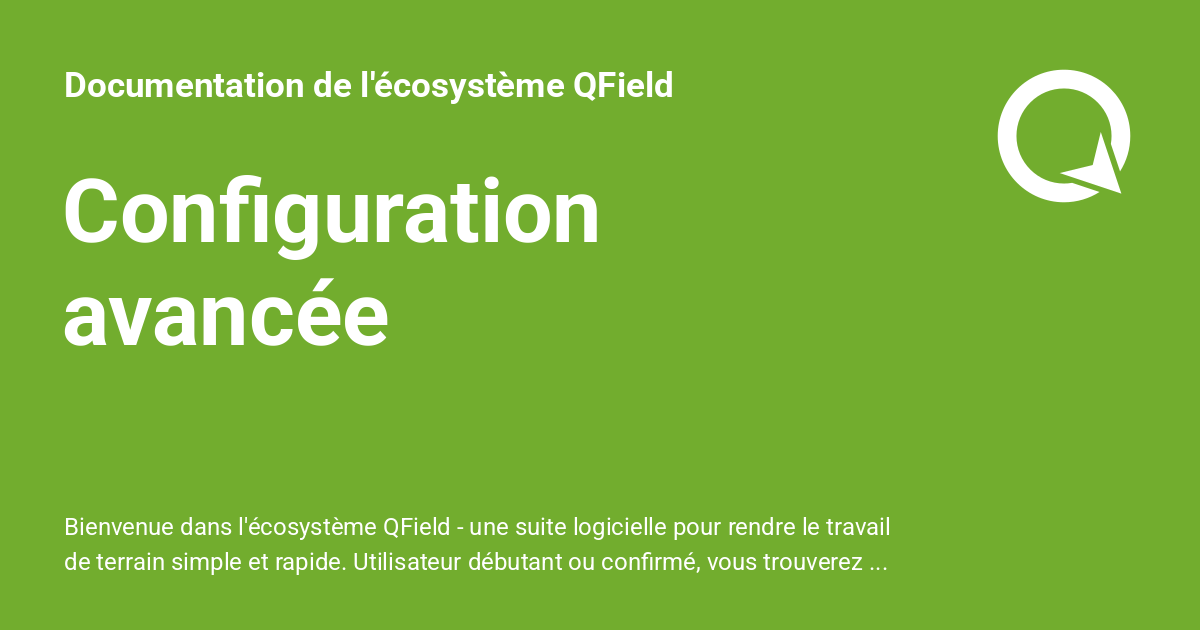 Documentation de l'écosystème QField
Configuration
avancée
Bienvenue dans l'écosystème QField - une suite logicielle pour rendre le travail
de terrain simple et rapide. Utilisateur débutant ou confirmé, vous trouverez ...